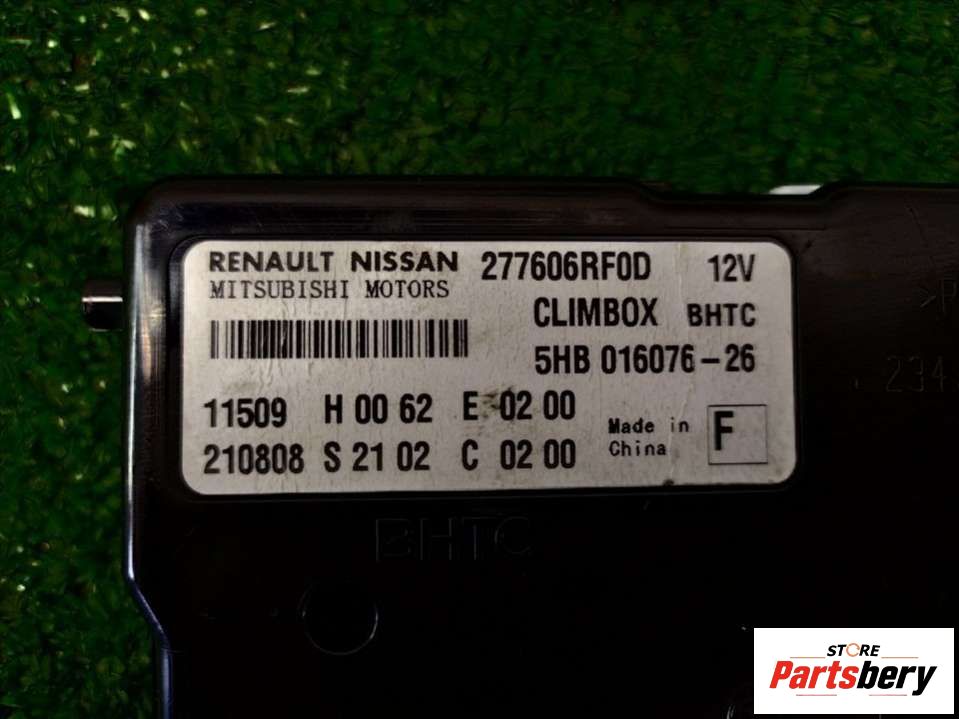 RENAULT NISSAN 277606RF0D 12V
MITSUBISHI MOTORS
CLIMBOX BHTC
5HB 016076-26
11509 H 00 62 E 02 00
210808 S 21 02 C 02 00
Made in
China
F
BHTC
234
STORE
Partsbery